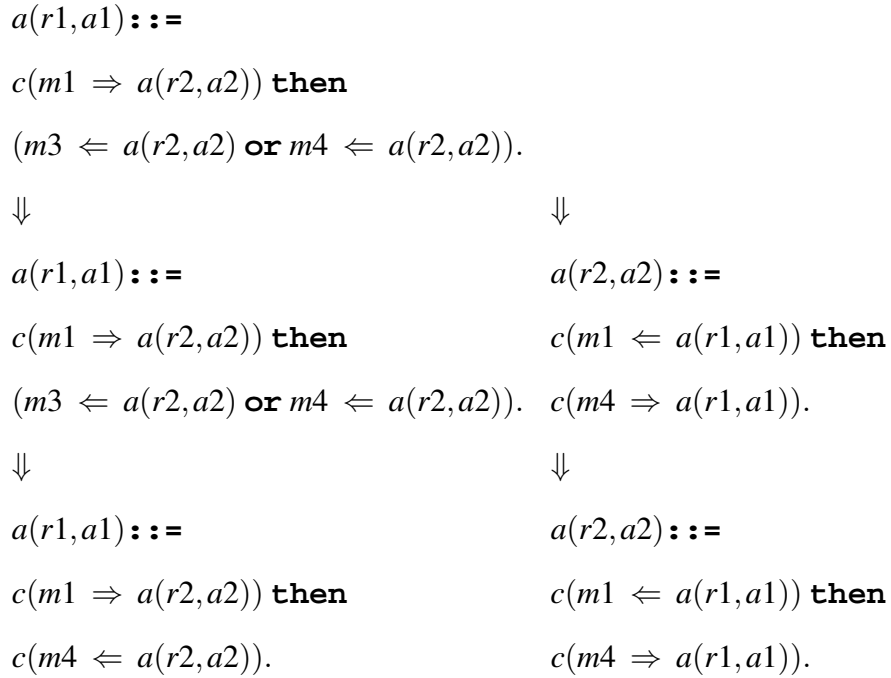 a(r1,a1)::=
c(m1 ⇒ a(r2,a2)) then
(m3 ⇐ a(r2,a2) or m4 ⇐ a(r2,a2)).
⇓ ⇓
a(r1,a1)::= a(r2,a2)::=
c(m1 ⇒ a(r2,a2)) then c(m1 ⇐ a(r1,a1)) then
(m3 ⇐ a(r2,a2) or m4 ⇐ a(r2,a2)). c(m4 ⇒ a(r1,a1)).
⇓ ⇓
a(r1,a1)::= a(r2,a2)::=
c(m1 ⇒ a(r2,a2)) then c(m1 ⇐ a(r1,a1)) then
c(m4 ⇐ a(r2,a2)). c(m4 ⇒ a(r1,a1)).